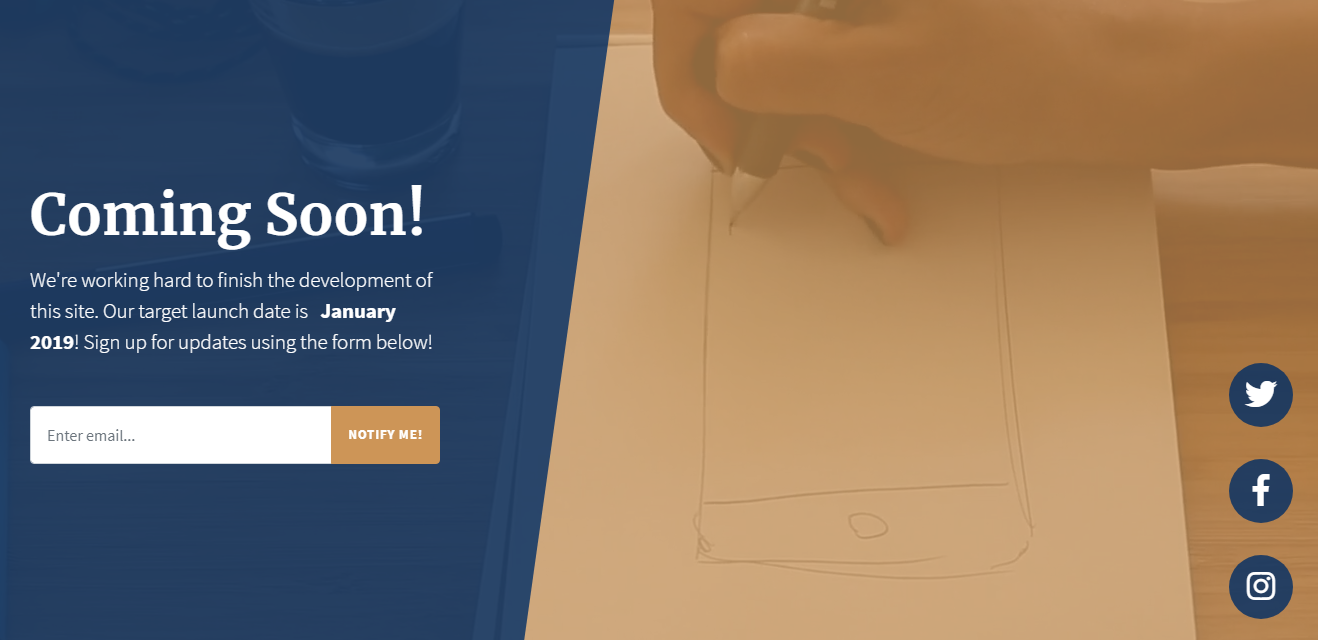 Coming Soon!
We're working hard to finish the development of
this site. Our target launch date is January
2019! Sign up for updates using the form below!
Enter email...
NOTIFY ME!